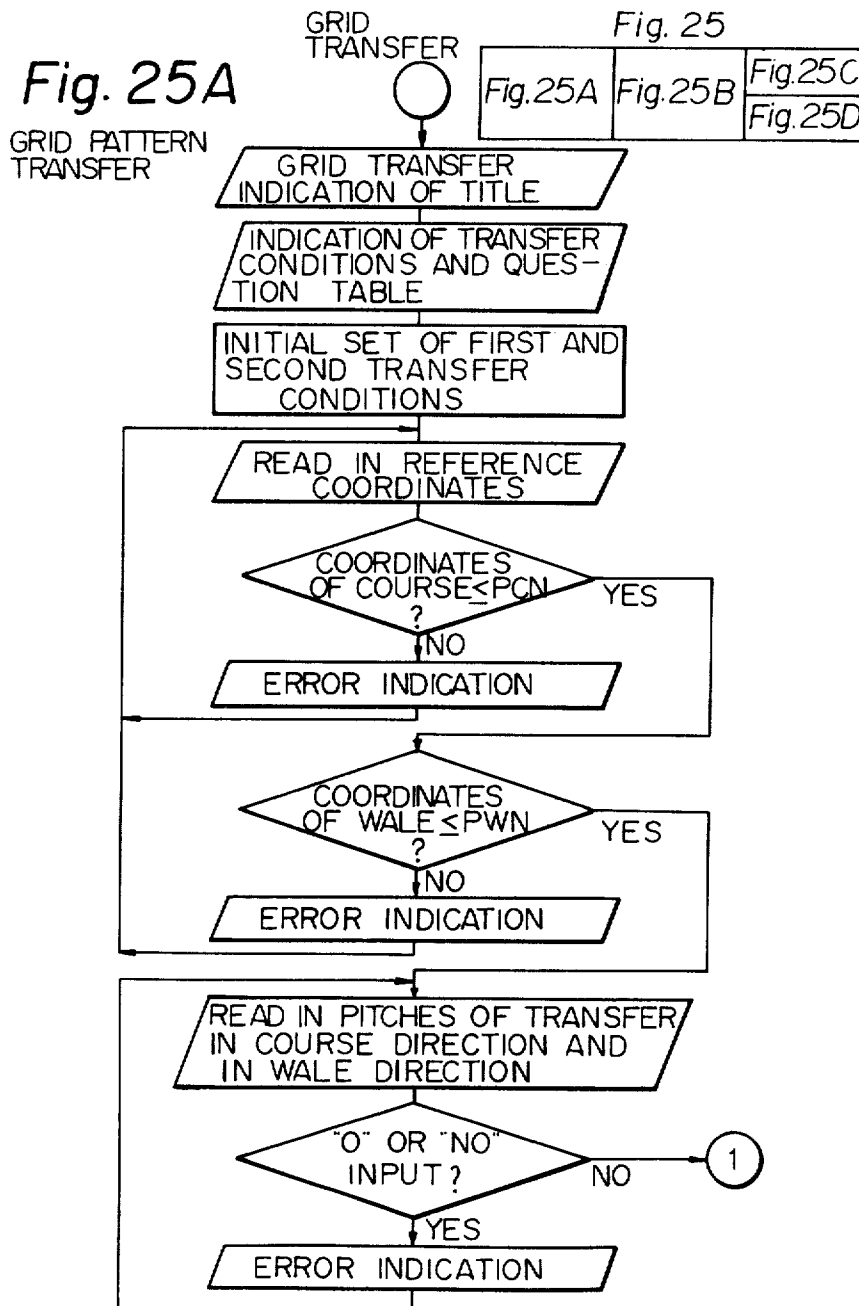 GRID
TRANSFER
Fig. 25
Fig. 25A
Fig. 25A
Fig. 25B
Fig. 25C
Fig. 25D
GRID PATTERN
TRANSFER
GRID TRANSFER
INDICATION OF TITLE
INDICATION OF TRANSFER
CONDITIONS AND QUES-
TION TABLE
INITIAL SET OF FIRST AND
SECOND TRANSFER
CONDITIONS
READ IN REFERENCE
COORDINATES
COORDINATES
OF COURSE≤PCN
?
YES
NO
ERROR INDICATION
COORDINATES
OF WALE≤PWN
?
YES
NO
ERROR INDICATION
READ IN PITCHES OF TRANSFER
IN COURSE DIRECTION AND
IN WALE DIRECTION
"O" OR "NO"
INPUT?
NO
1
YES
ERROR INDICATION